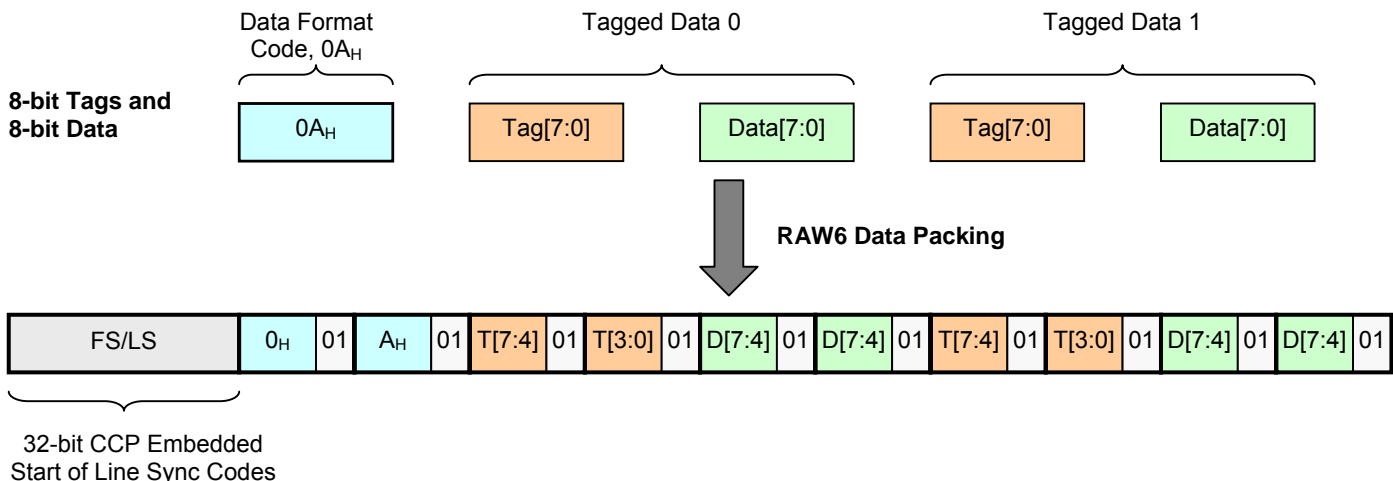 Data Format
Code, 0AH
Tagged Data 0
Tagged Data 1
8-bit Tags and
8-bit Data
0AH
Tag[7:0]
Data[7:0]
Tag[7:0]
Data[7:0]
RAW6 Data Packing
FS/LS
0H 01 AH 01 T[7:4] 01 T[3:0] 01 D[7:4] 01 D[7:4] 01 T[7:4] 01 T[3:0] 01 D[7:4] 01 D[7:4] 01
32-bit CCP Embedded
Start of Line Sync Codes